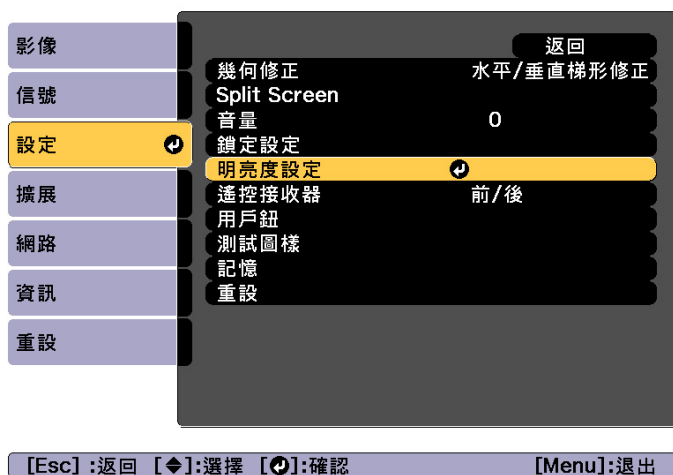 影像
信號
設定
擴展
網路
資訊
重設
返回
幾何修正 水平/垂直梯形修正
Split Screen
音量 0
鎖定設定
明亮度設定
遙控接收器 前/後
用戶鈕
測試圖樣
記憶
重設
[Esc] :返回 [◆]:選擇 [⏎]:確認 [Menu]:退出